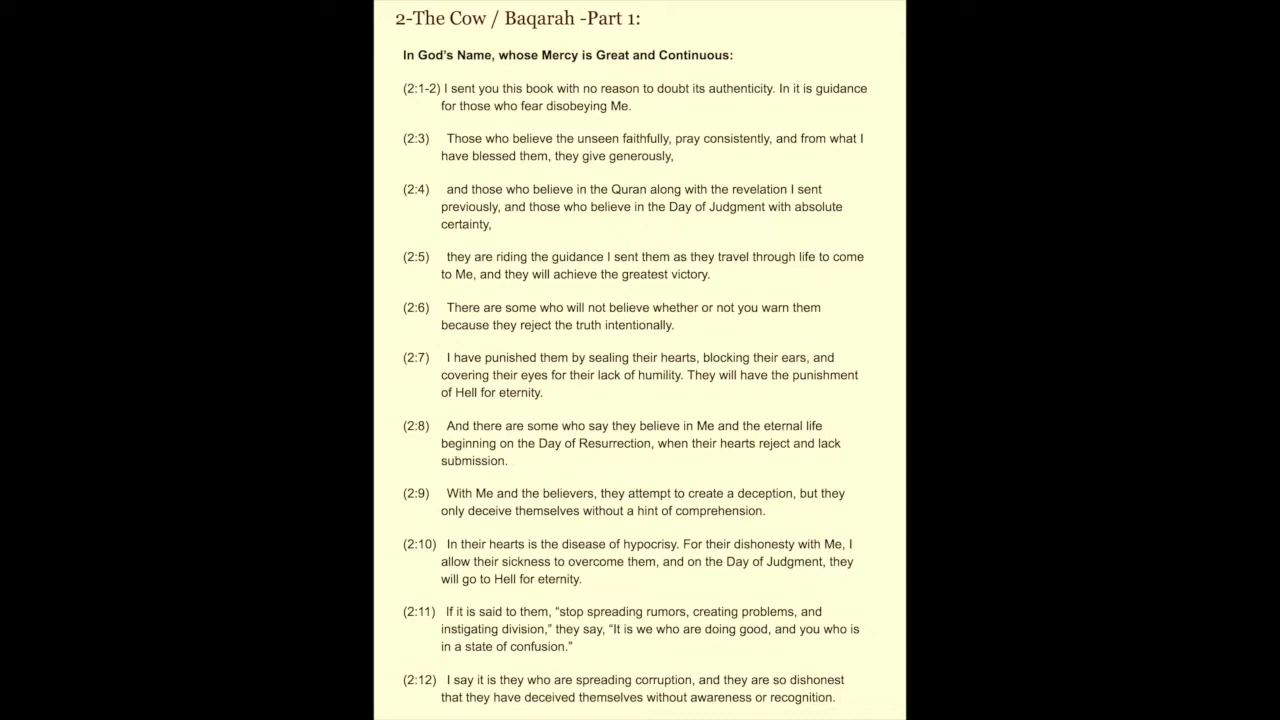 2-The Cow / Baqarah -Part 1:
In God's Name, whose Mercy is Great and Continuous:
(2:1-2) I sent you this book with no reason to doubt its authenticity. In it is guidance
for those who fear disobeying Me.
(2:3) Those who believe the unseen faithfully, pray consistently, and from what I
have blessed them, they give generously,
(2:4) and those who believe in the Quran along with the revelation I sent
previously, and those who believe in the Day of Judgment with absolute
certainty,
(2:5) they are riding the guidance I sent them as they travel through life to come
to Me, and they will achieve the greatest victory.
(2:6) There are some who will not believe whether or not you warn them
because they reject the truth intentionally.
(2:7) I have punished them by sealing their hearts, blocking their ears, and
covering their eyes for their lack of humility. They will have the punishment
of Hell for eternity.
(2:8) And there are some who say they believe in Me and the eternal life
beginning on the Day of Resurrection, when their hearts reject and lack
submission.
(2:9) With Me and the believers, they attempt to create a deception, but they
only deceive themselves without a hint of comprehension.
(2:10) In their hearts is the disease of hypocrisy. For their dishonesty with Me, I
allow their sickness to overcome them, and on the Day of Judgment, they
will go to Hell for eternity.
(2:11) If it is said to them, “stop spreading rumors, creating problems, and
instigating division,” they say, “It is we who are doing good, and you who is
in a state of confusion.”
(2:12) I say it is they who are spreading corruption, and they are so dishonest
that they have deceived themselves without awareness or recognition.